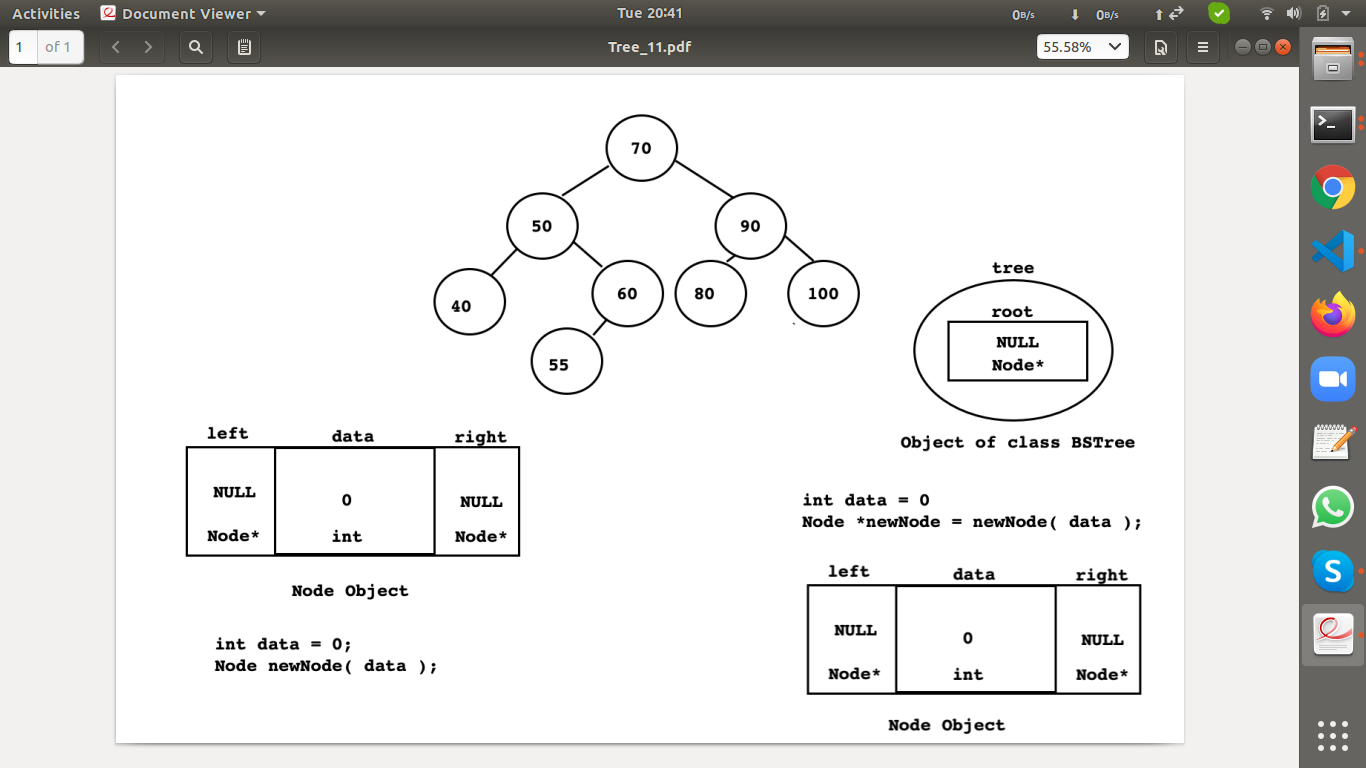 Activities Document Viewer Tue 20:41 0B/s 0B/s
1 of 1 Tree_11.pdf 55.58%
70
50 90
40 60 80 100
55
tree
root
NULL
Node*
Object of class BSTree
left data right
NULL 0 NULL
Node* int Node*
Node Object
int data = 0;
Node newNode( data );
int data = 0
Node *newNode = newNode( data );
left data right
NULL 0 NULL
Node* int Node*
Node Object